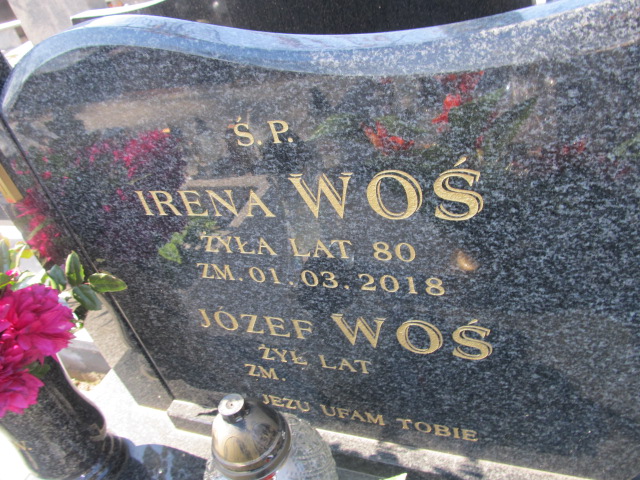 Ś.P.
IRENA WOŚ
ŻYŁA LAT 80
ZM. 01.03.2018
JÓZEF WOŚ
ŻYŁ LAT
ZM.
JEZU UFAM TOBIE